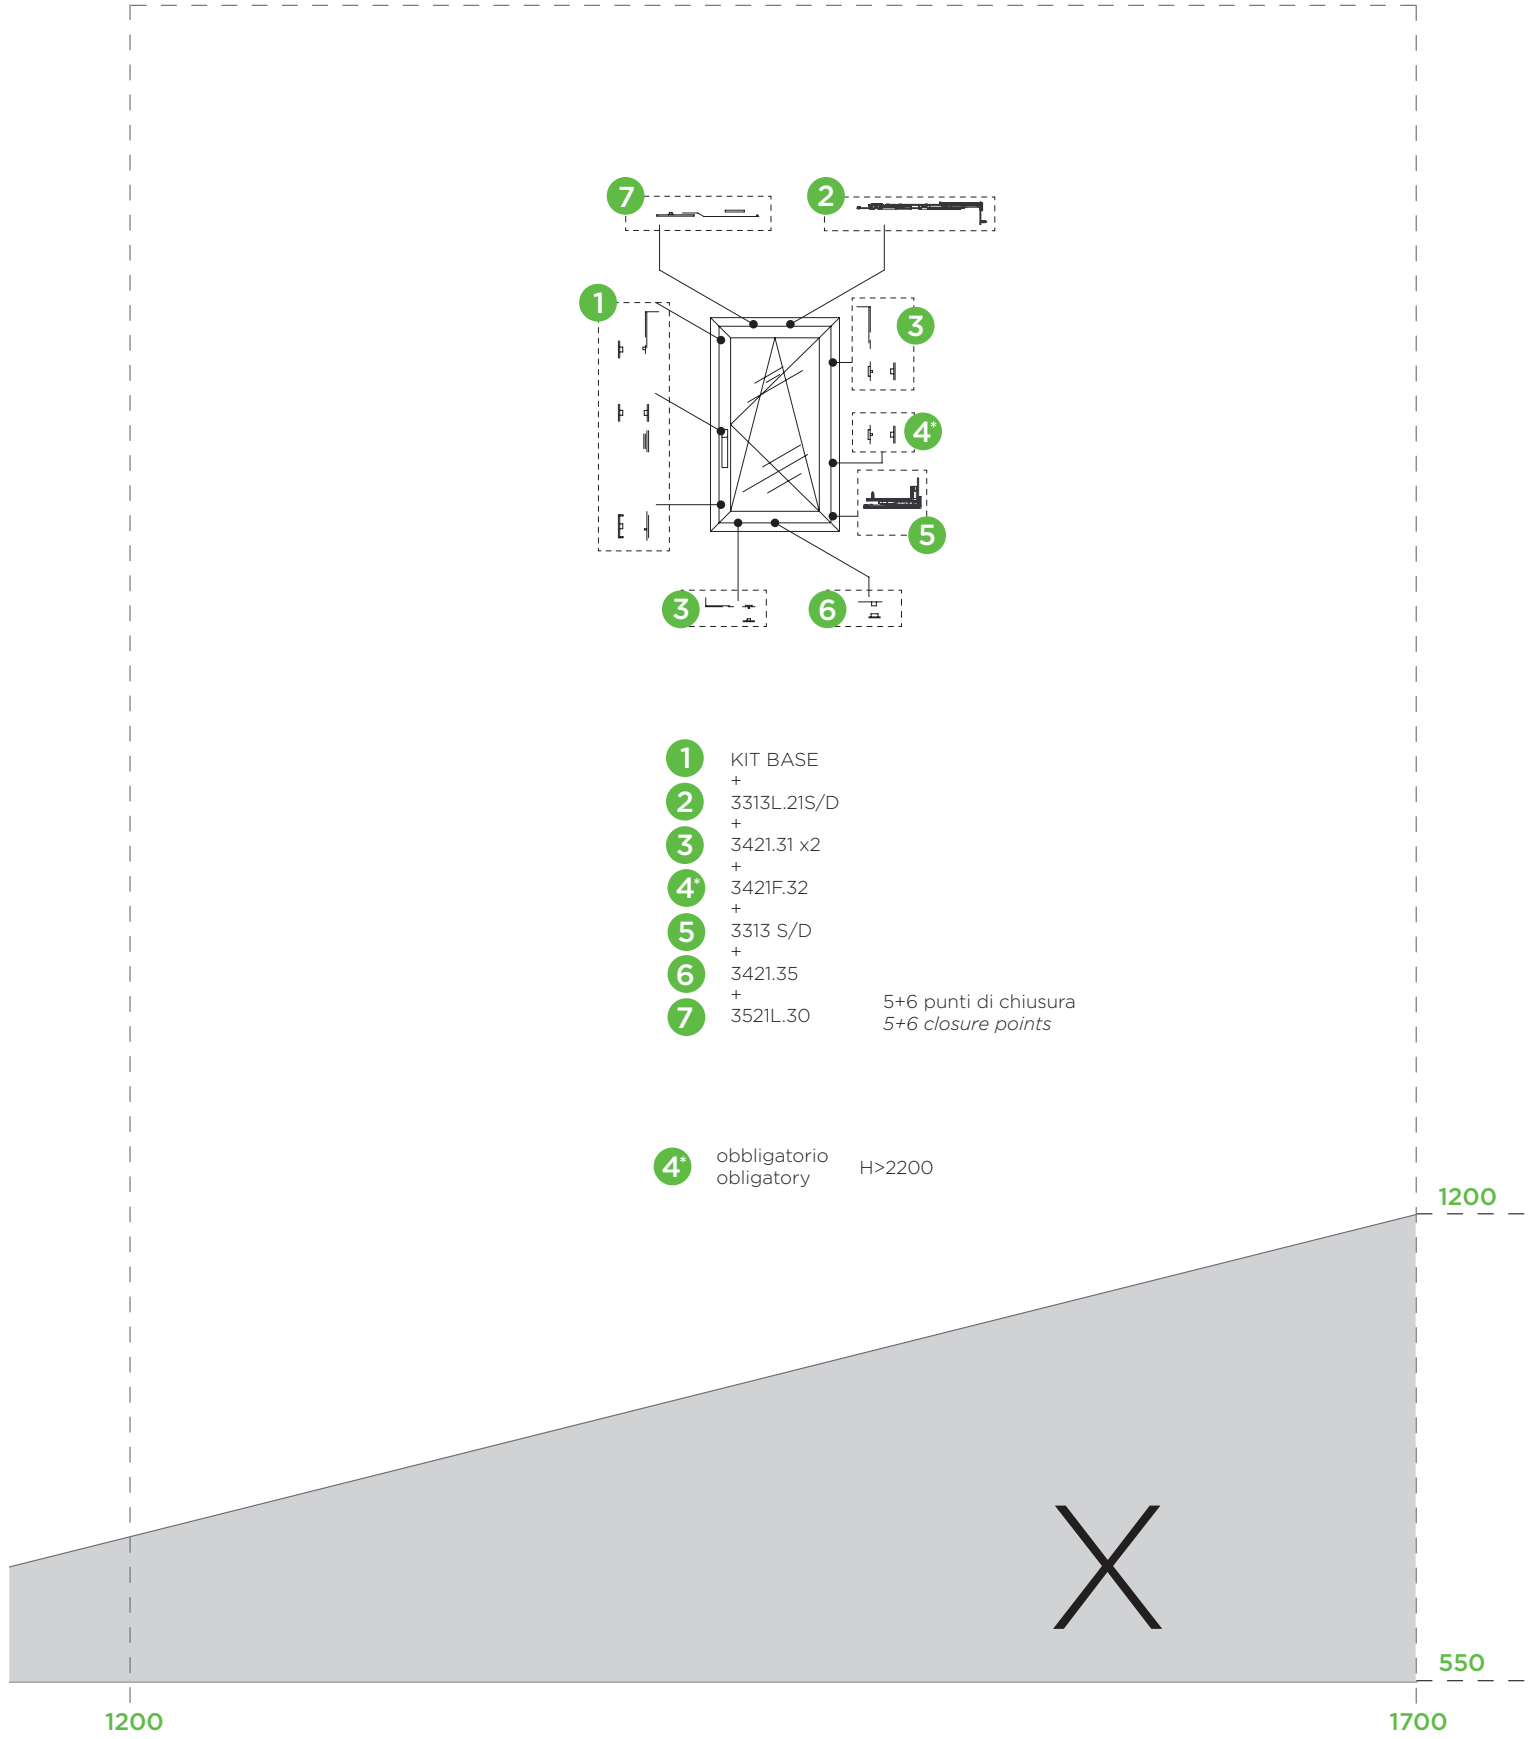 7
2
1
3
4*
5
3
6
1 KIT BASE
+
2 3313L.21S/D
+
3 3421.31 x2
+
4* 3421F.32
+
5 3313 S/D
+
6 3421.35
+
7 3521L.30
5+6 punti di chiusura
5+6 closure points
4* obbligatorio
obligatory
H>2200
1200
X
550
1200
1700